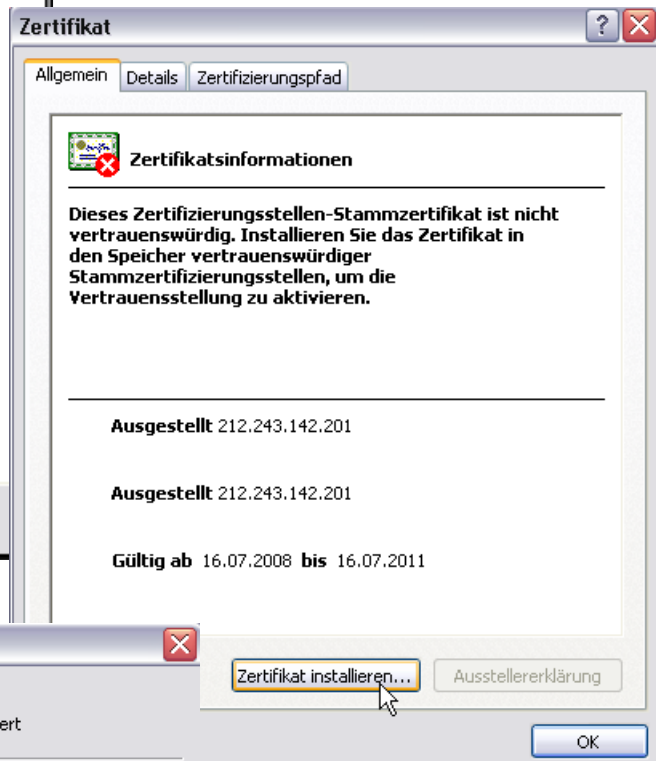 Zertifikat
Allgemein Details Zertifizierungspfad
Zertifikatsinformationen
Dieses Zertifizierungsstellen-Stammzertifikat ist nicht
vertrauenswürdig. Installieren Sie das Zertifikat in
den Speicher vertrauenswürdiger
Stammzertifizierungsstellen, um die
Vertrauensstellung zu aktivieren.
Ausgestellt 212.243.142.201
Ausgestellt 212.243.142.201
Gültig ab 16.07.2008 bis 16.07.2011
Zertifikat installieren... Ausstellererklärung
ert
OK